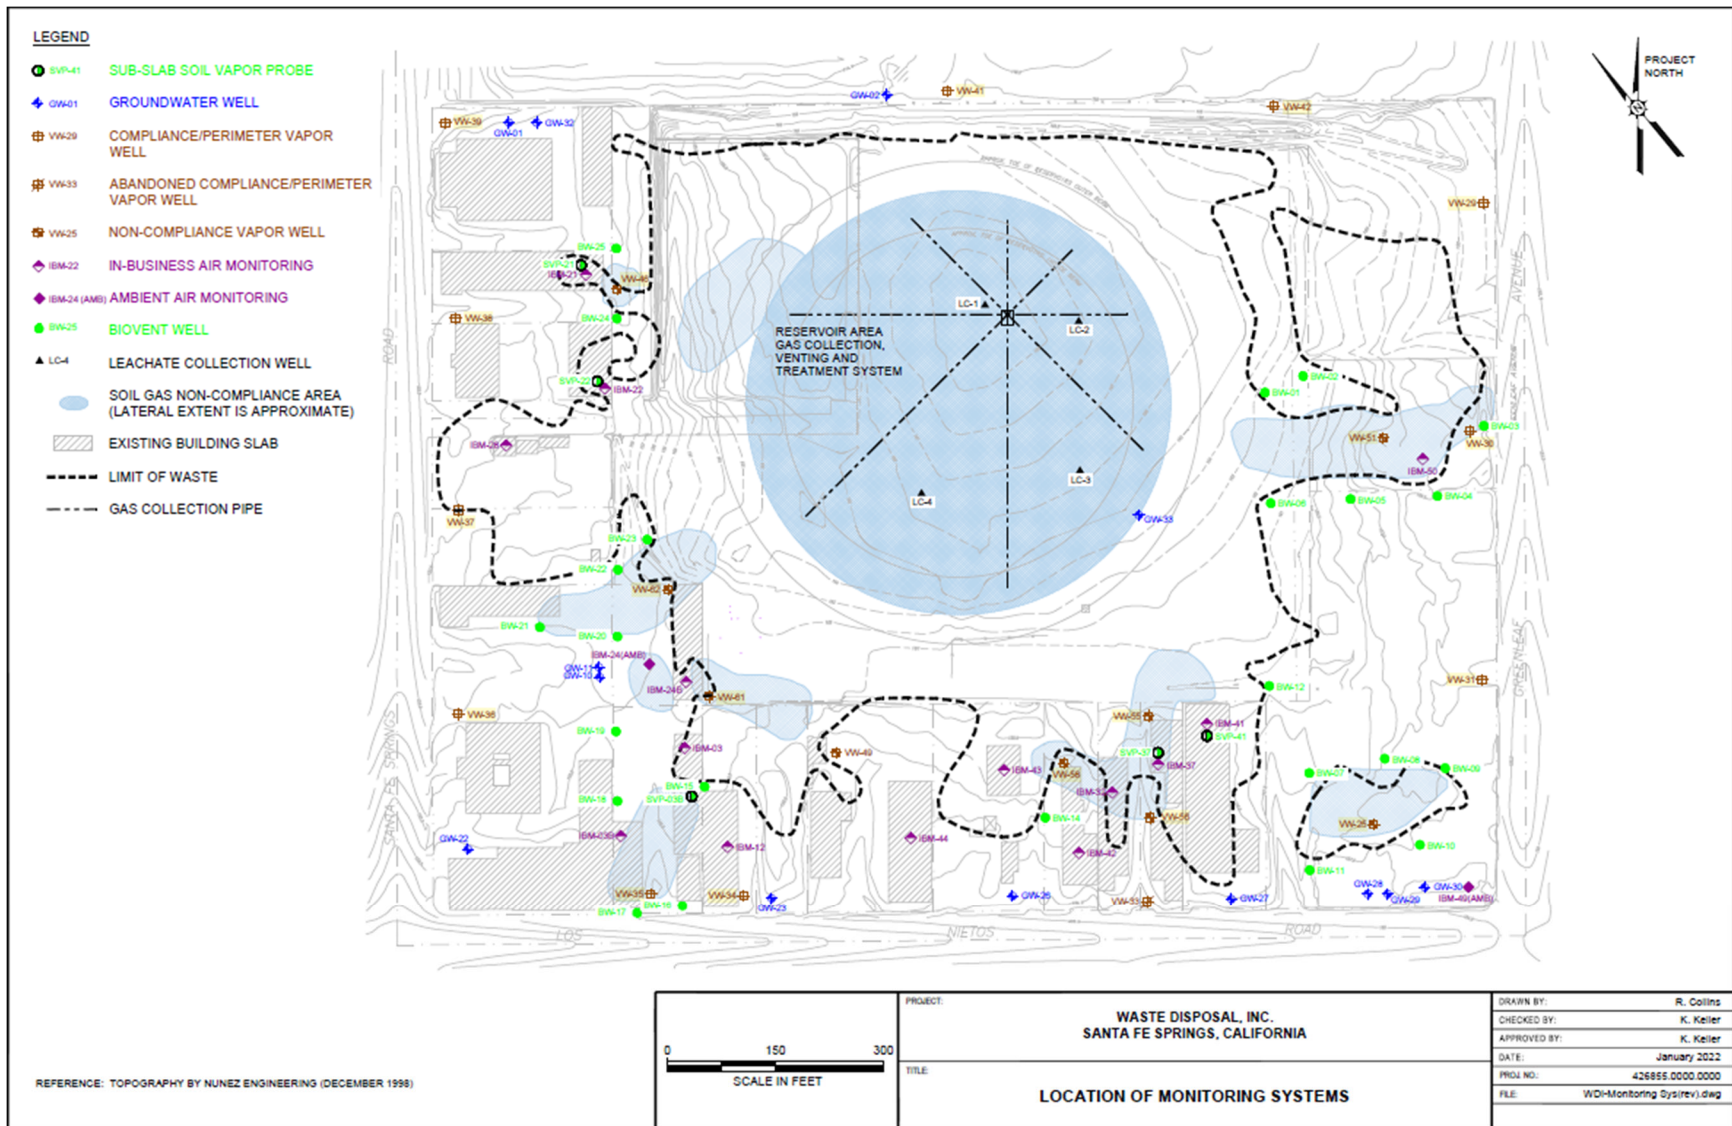 LEGEND
SVP-41 SUB-SLAB SOIL VAPOR PROBE
GW-01 GROUNDWATER WELL
VW-29 COMPLIANCE/PERIMETER VAPOR
WELL
VW-33 ABANDONED COMPLIANCE/PERIMETER
VAPOR WELL
VW-25 NON-COMPLIANCE VAPOR WELL
IBM-22 IN-BUSINESS AIR MONITORING
IBM-24 (AMB) AMBIENT AIR MONITORING
BW-25 BIOVENT WELL
LC-4 LEACHATE COLLECTION WELL
SOIL GAS NON-COMPLIANCE AREA
(LATERAL EXTENT IS APPROXIMATE)
EXISTING BUILDING SLAB
LIMIT OF WASTE
GAS COLLECTION PIPE
PROJECT
NORTH
GW-02
VW-41
VW-42
VW-39
GW-01
GW-32
VW-29
BW-25
SVP-21
IBM-21
VW-46
LC-1
LC-2
VW-38
BW-24
RESERVOIR AREA
GAS COLLECTION,
VENTING AND
TREATMENT SYSTEM
ROAD
AVENUE
SVP-22
IBM-22
BW-02
BW-01
BW-03
VW-30
VW-51
IBM-28
IBM-50
LC-3
LC-4
BW-04
BW-05
BW-06
VW-37
GW-33
BW-23
BW-22
VW-62
BW-21
BW-20
IBM-24(AMB)
GW-11
GW-10
IBM-24B
VW-61
GREENLEAF
VW-31
BW-12
VW-36
VW-55
IBM-41
SVP-41
BW-19
IBM-03
VW-49
SVP-37
IBM-37
IBM-43
VW-58
BW-08
BW-09
BW-07
SANTA FE SPRINGS
BW-15
SVP-03B
BW-18
BW-14
VW-25
IBM-03B
IBM-12
IBM-44
IBM-42
BW-10
GW-22
BW-11
VW-35
VW-34
GW-23
GW-26
VW-33
GW-27
GW-28
GW-29
GW-30
IBM-49(AMB)
BW-17
BW-16
LOS NIETOS ROAD
0 150 300
SCALE IN FEET
REFERENCE: TOPOGRAPHY BY NUNEZ ENGINEERING (DECEMBER 1998)
PROJECT:
WASTE DISPOSAL, INC.
SANTA FE SPRINGS, CALIFORNIA
TITLE:
LOCATION OF MONITORING SYSTEMS
DRAWN BY: R. Collins
CHECKED BY: K. Keller
APPROVED BY: K. Keller
DATE: January 2022
PROJ. NO.: 426855.0000.0000
FILE: WDI-Monitoring Sys(rev).dwg